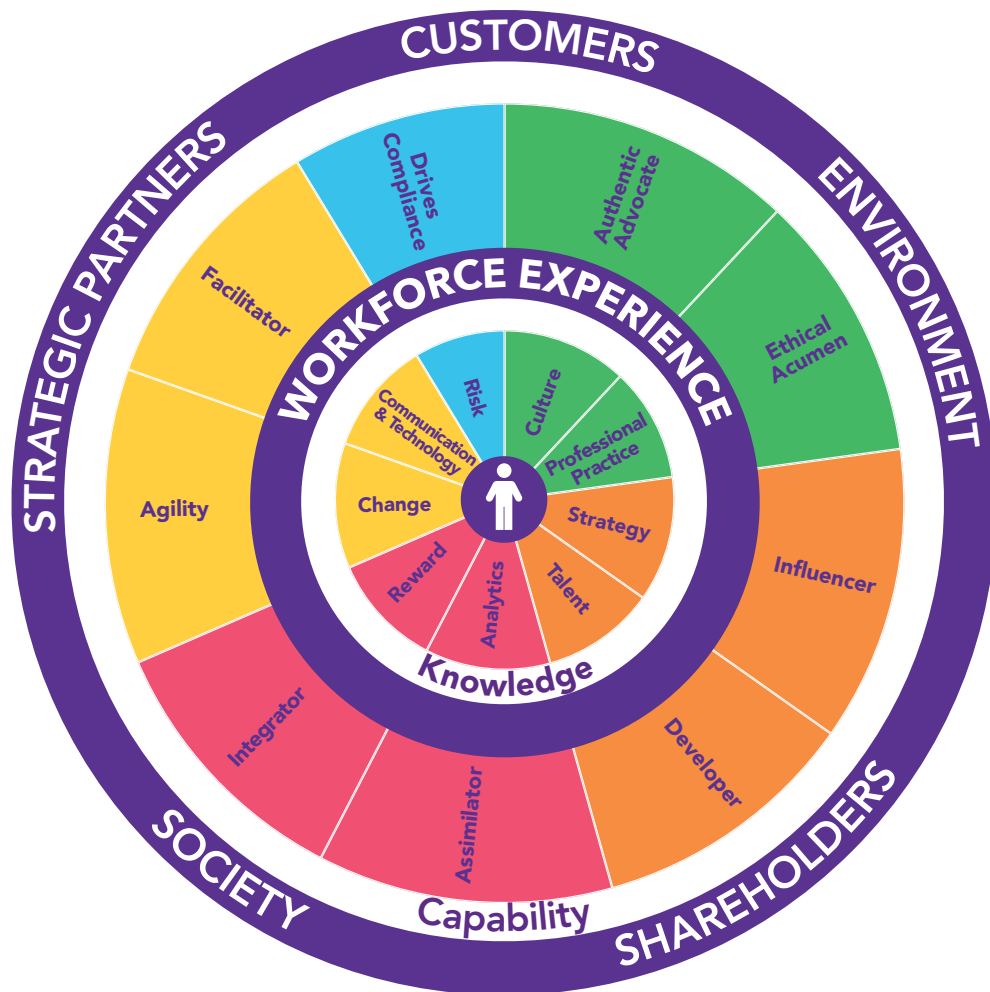 CUSTOMERS
ENVIRONMENT
SHAREHOLDERS
SOCIETY
STRATEGIC PARTNERS
Authentic
Advocate
Ethical
Acumen
Influencer
Developer
Assimilator
Integrator
Agility
Facilitator
Drives
Compliance
Capability
WORKFORCE EXPERIENCE
Culture
Professional
Practice
Strategy
Talent
Analytics
Reward
Change
Communication
& Technology
Risk
Knowledge